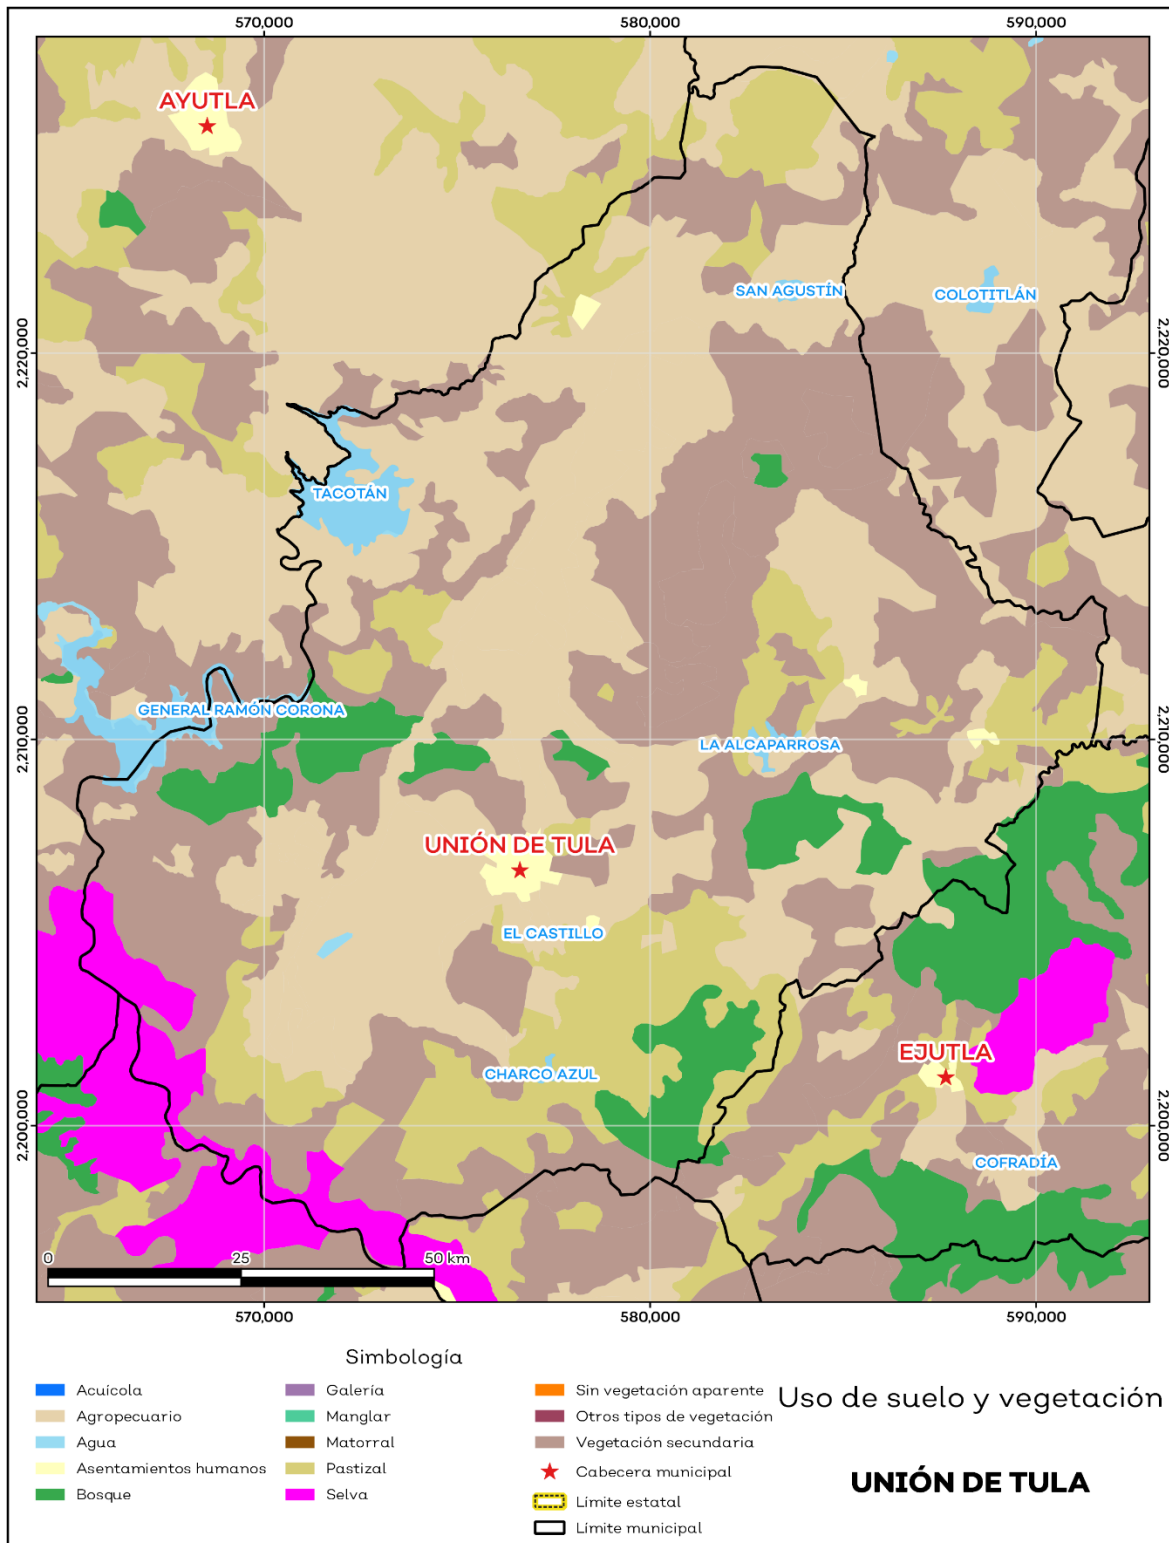 570,000
580,000
590,000
AYUTLA
SAN AGUSTÍN
COLOTITLÁN
2,220,000
2,220,000
TACOTÁN
GENERAL RAMÓN CORONA
2,210,000
2,210,000
LA ALCAPARROSA
UNIÓN DE TULA
EL CASTILLO
EJUTLA
CHARCO AZUL
2,200,000
2,200,000
COFRADÍA
0
25
50 km
570,000
580,000
590,000
Simbología
Acuícola
Agropecuario
Agua
Asentamientos humanos
Bosque
Galería
Manglar
Matorral
Pastizal
Selva
Sin vegetación aparente
Otros tipos de vegetación
Vegetación secundaria
Cabecera municipal
Límite estatal
Límite municipal
Uso de suelo y vegetación
UNIÓN DE TULA